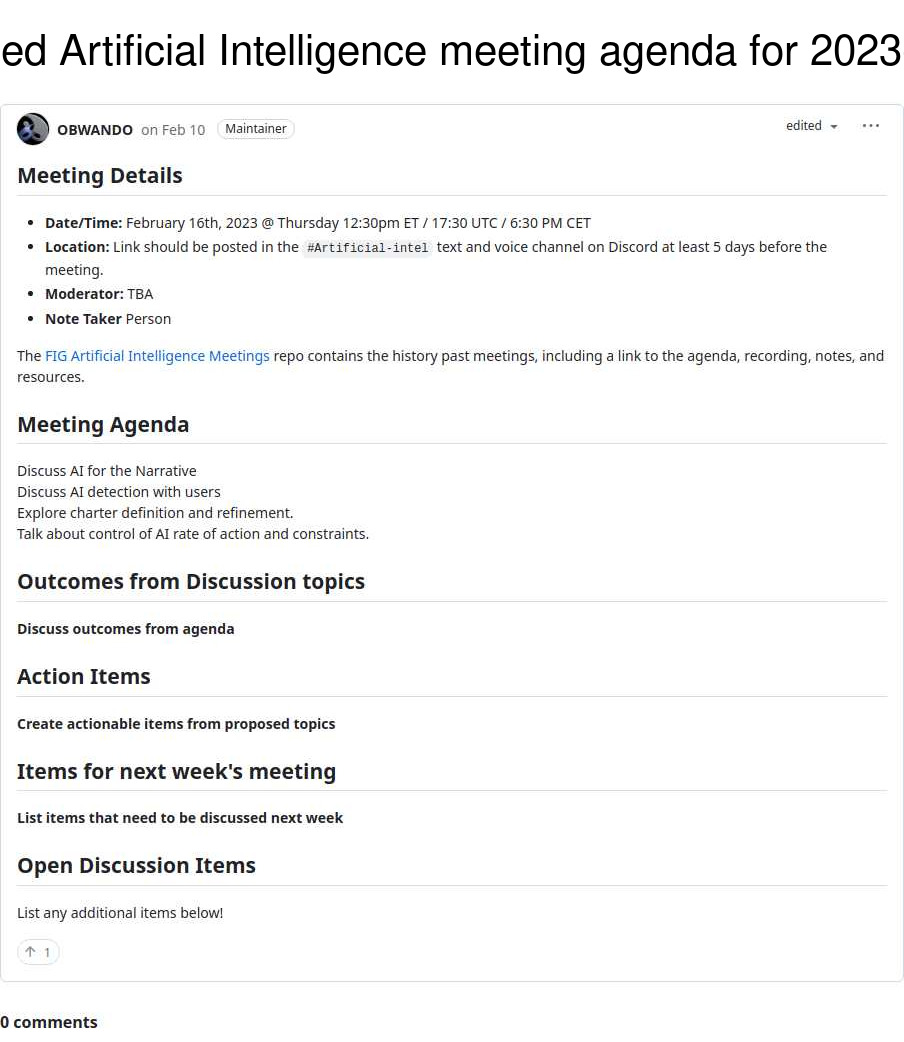 ed Artificial Intelligence meeting agenda for 2023
OBWANDO on Feb 10 Maintainer edited
Meeting Details
Date/Time: February 16th, 2023 @ Thursday 12:30pm ET / 17:30 UTC / 6:30 PM CET
Location: Link should be posted in the #Artificial-intel text and voice channel on Discord at least 5 days before the
meeting.
Moderator: TBA
Note Taker Person
The FIG Artificial Intelligence Meetings repo contains the history past meetings, including a link to the agenda, recording, notes, and
resources.
Meeting Agenda
Discuss AI for the Narrative
Discuss AI detection with users
Explore charter definition and refinement.
Talk about control of AI rate of action and constraints.
Outcomes from Discussion topics
Discuss outcomes from agenda
Action Items
Create actionable items from proposed topics
Items for next week's meeting
List items that need to be discussed next week
Open Discussion Items
List any additional items below!
↑ 1
0 comments